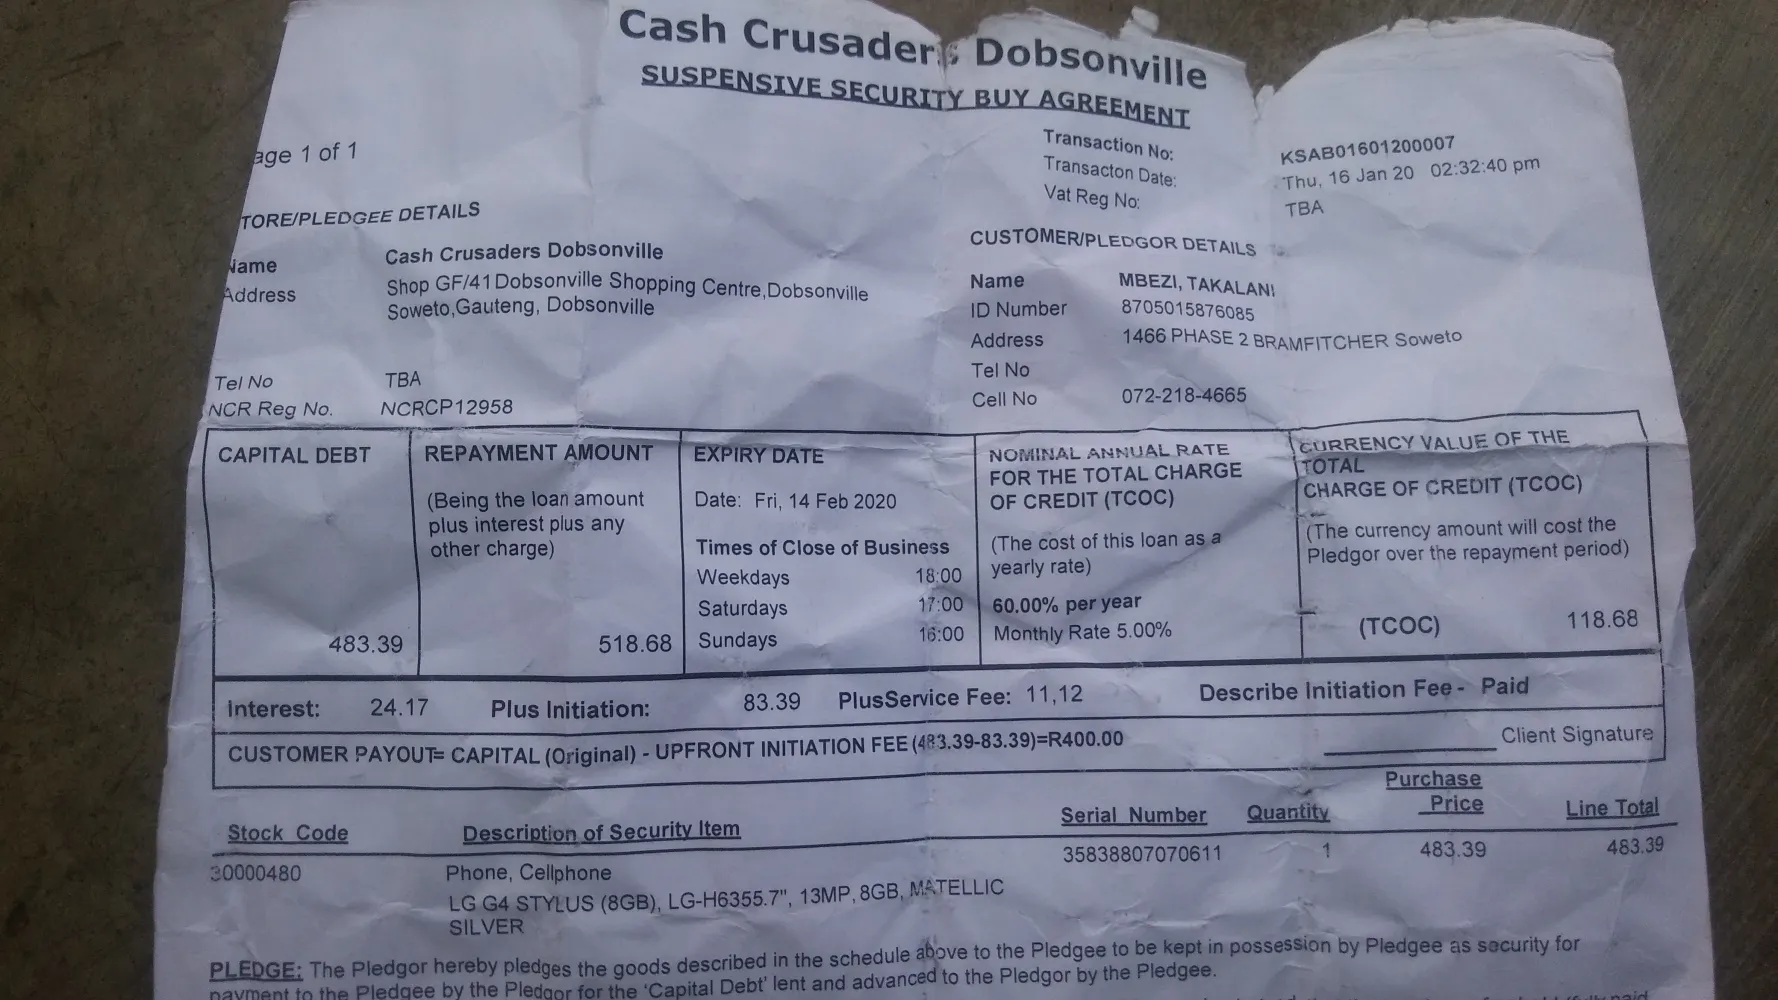 Cash Crusaders Dobsonville
SUSPENSIVE SECURITY BUY AGREEMENT
age 1 of 1
Transaction No: KSAB01601200007
Transacton Date: Thu, 16 Jan 20 02:32:40 pm
Vat Reg No: TBA
TORE/PLEDGEE DETAILS
Name Cash Crusaders Dobsonville
Address Shop GF/41 Dobsonville Shopping Centre,Dobsonville
Soweto,Gauteng, Dobsonville
Tel No TBA
NCR Reg No. NCRCP12958
CUSTOMER/PLEDGOR DETAILS
Name MBEZI, TAKALANI
ID Number 8705015876085
Address 1466 PHASE 2 BRAMFITCHER Soweto
Tel No
Cell No 072-218-4665
CAPITAL DEBT
483.39
REPAYMENT AMOUNT
(Being the loan amount
plus interest plus any
other charge)
518.68
EXPIRY DATE
Date: Fri, 14 Feb 2020
Times of Close of Business
Weekdays 18:00
Saturdays 17:00
Sundays 16:00
NOMINAL ANNUAL RATE
FOR THE TOTAL CHARGE
OF CREDIT (TCOC)
(The cost of this loan as a
yearly rate)
60.00% per year
Monthly Rate 5.00%
CURRENCY VALUE OF THE
TOTAL
CHARGE OF CREDIT (TCOC)
(The currency amount will cost the
Pledgor over the repayment period)
(TCOC) 118.68
Interest: 24.17 Plus Initiation: 83.39 PlusService Fee: 11,12 Describe Initiation Fee - Paid
CUSTOMER PAYOUT= CAPITAL (Original) - UPFRONT INITIATION FEE (483.39-83.39)=R400.00
Client Signature
Stock Code Description of Security Item Serial Number Quantity Purchase Price Line Total
30000480 Phone, Cellphone 35838807070611 1 483.39 483.39
LG G4 STYLUS (8GB), LG-H6355.7", 13MP, 8GB, MATELLIC
SILVER
PLEDGE: The Pledgor hereby pledges the goods described in the schedule above to the Pledgee to be kept in possession by Pledgee as security for
payment to the Pledgee by the Pledgor for the 'Capital Debt' lent and advanced to the Pledgor by the Pledgee.